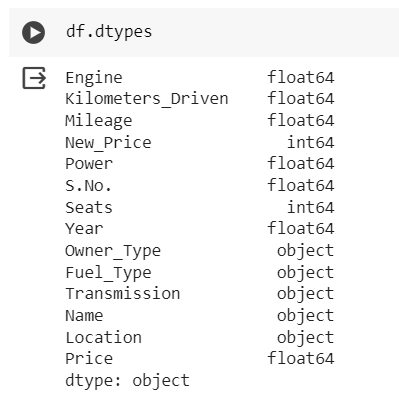 df.dtypes
Engine float64
Kilometers_Driven float64
Mileage float64
New_Price int64
Power float64
S.No. float64
Seats int64
Year float64
Owner_Type object
Fuel_Type object
Transmission object
Name object
Location object
Price float64
dtype: object